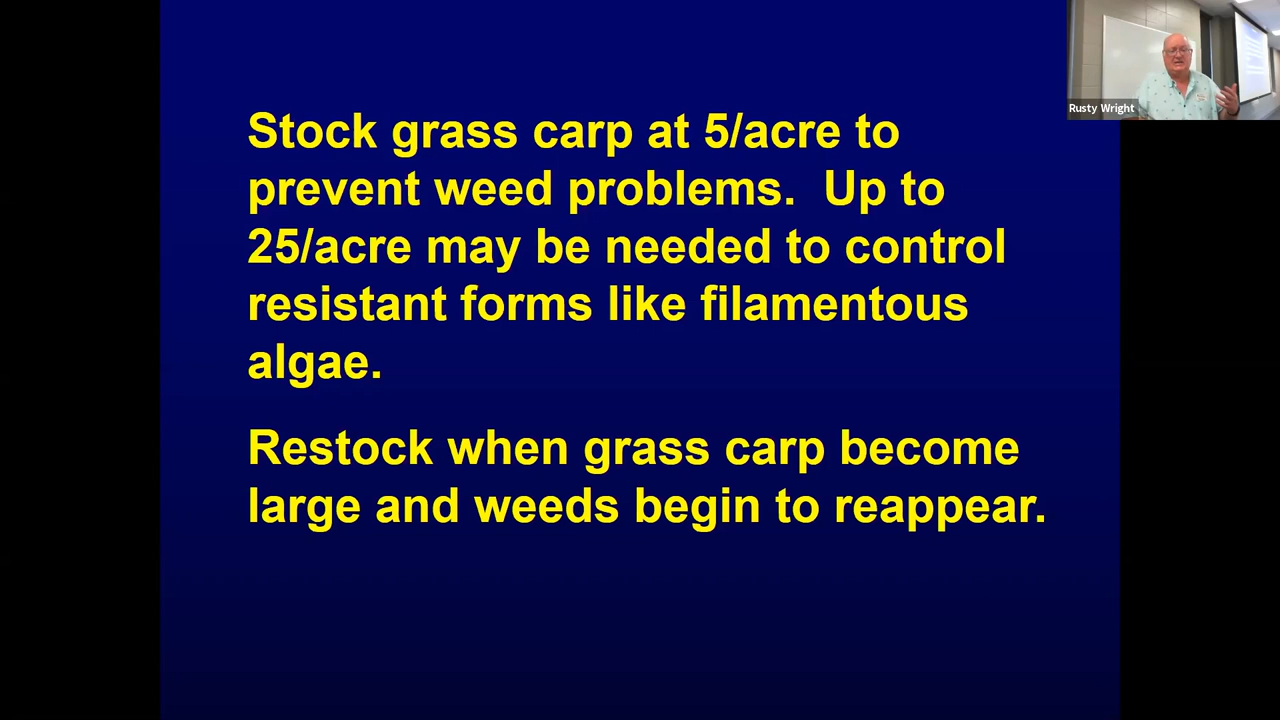 Rusty Wright
Stock grass carp at 5/acre to
prevent weed problems.  Up to
25/acre may be needed to control
resistant forms like filamentous
algae.
Restock when grass carp become
large and weeds begin to reappear.